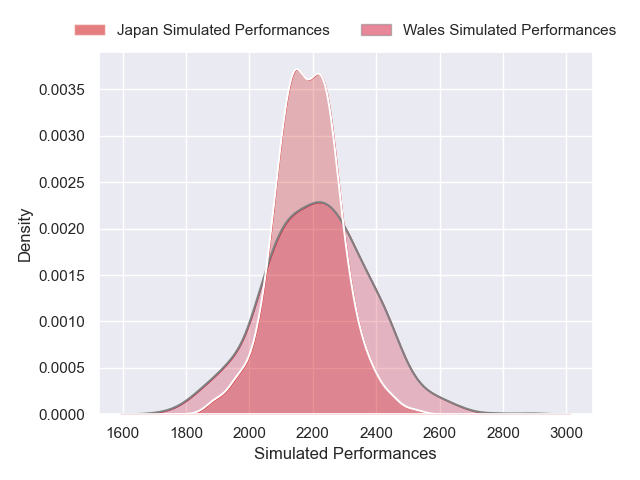 Japan Simulated Performances Wales Simulated Performances
0.0035
0.0030
0.0025
0.0020
0.0015
0.0010
0.0005
0.0000
Density
1600 1800 2000 2200 2400 2600 2800 3000
Simulated Performances